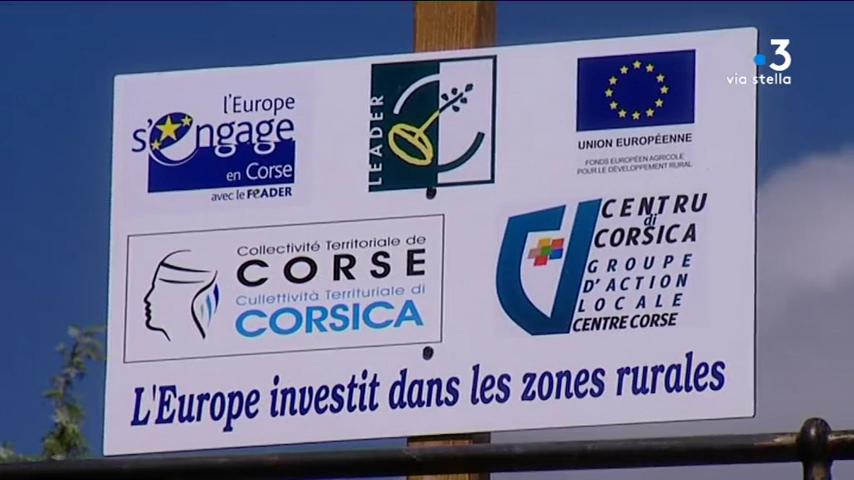 3
via stella
l'Europe
s'engage
en Corse
avec le FEADER
LEADER
UNION EUROPÉENNE
FONDS EUROPÉEN AGRICOLE
POUR LE DÉVELOPPEMENT RURAL
Collectivité Territoriale de
CORSE
Cullettività Territuriale di
CORSICA
CENTRU
di
CORSICA
GROUPE
D'ACTION
LOCALE
CENTRE CORSE
L'Europe investit dans les zones rurales